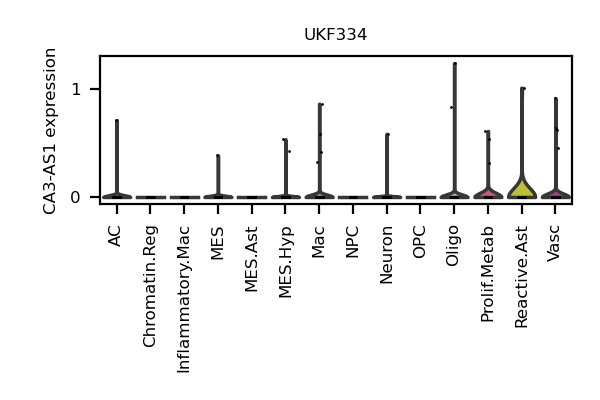 UKF334
CA3-AS1 expression
1
0
AC
Chromatin.Reg
Inflammatory.Mac
MES
MES.Ast
MES.Hyp
Mac
NPC
Neuron
OPC
Oligo
Prolif.Metab
Reactive.Ast
Vasc